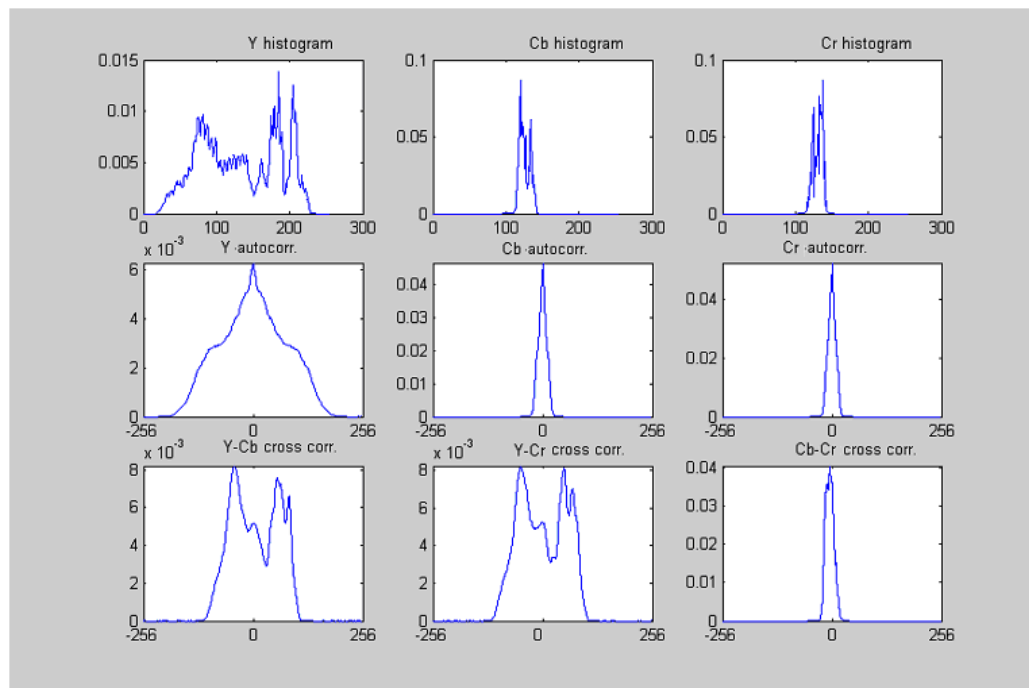 Y histogram Cb histogram Cr histogram
0.015 0.1 0.1
0.01
0.05 0.05
0.005
0 0 0
0 100 200 300 0 100 200 300 0 100 200 300
x 10-3 Y autocorr. Cb autocorr. Cr autocorr.
6
0.04 0.04
4 0.03
0.02 0.02
2
0.01
0 0 0
-256 0 256 -256 0 256 -256 0 256
x 10-3 Y-Cb cross corr. x 10-3 Y-Cr cross corr. Cb-Cr cross corr.
8 8 0.04
6 6 0.03
4 4 0.02
2 2 0.01
0 0 0
-256 0 256 -256 0 256 -256 0 256